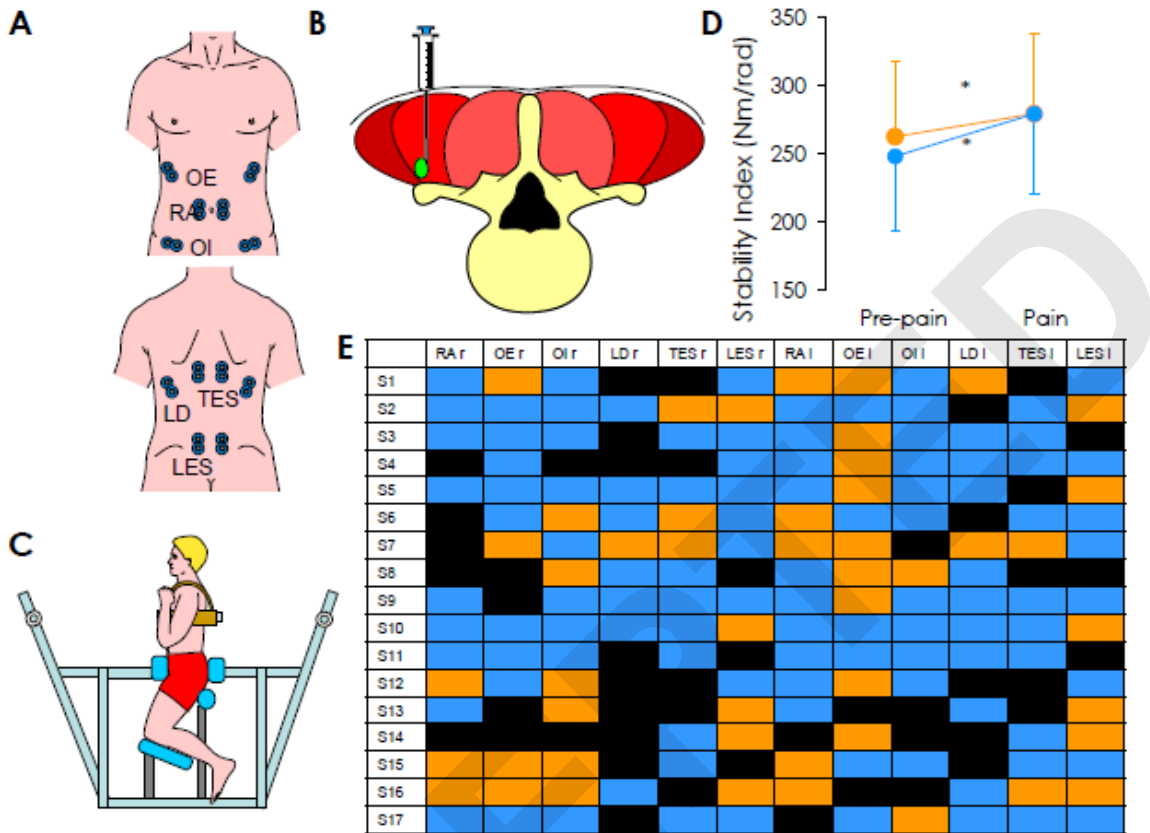 A
OE
RA
OI
TES
LD
LES
B
C
D
Stability Index (Nm/rad)
350
300
250
200
150
*
*
Pre-pain Pain
E
RA r OE r OI r LD r TES r LES r RA l OE l OI l LD l TES l LES l
S1
S2
S3
S4
S5
S6
S7
S8
S9
S10
S11
S12
S13
S14
S15
S16
S17
EPTED